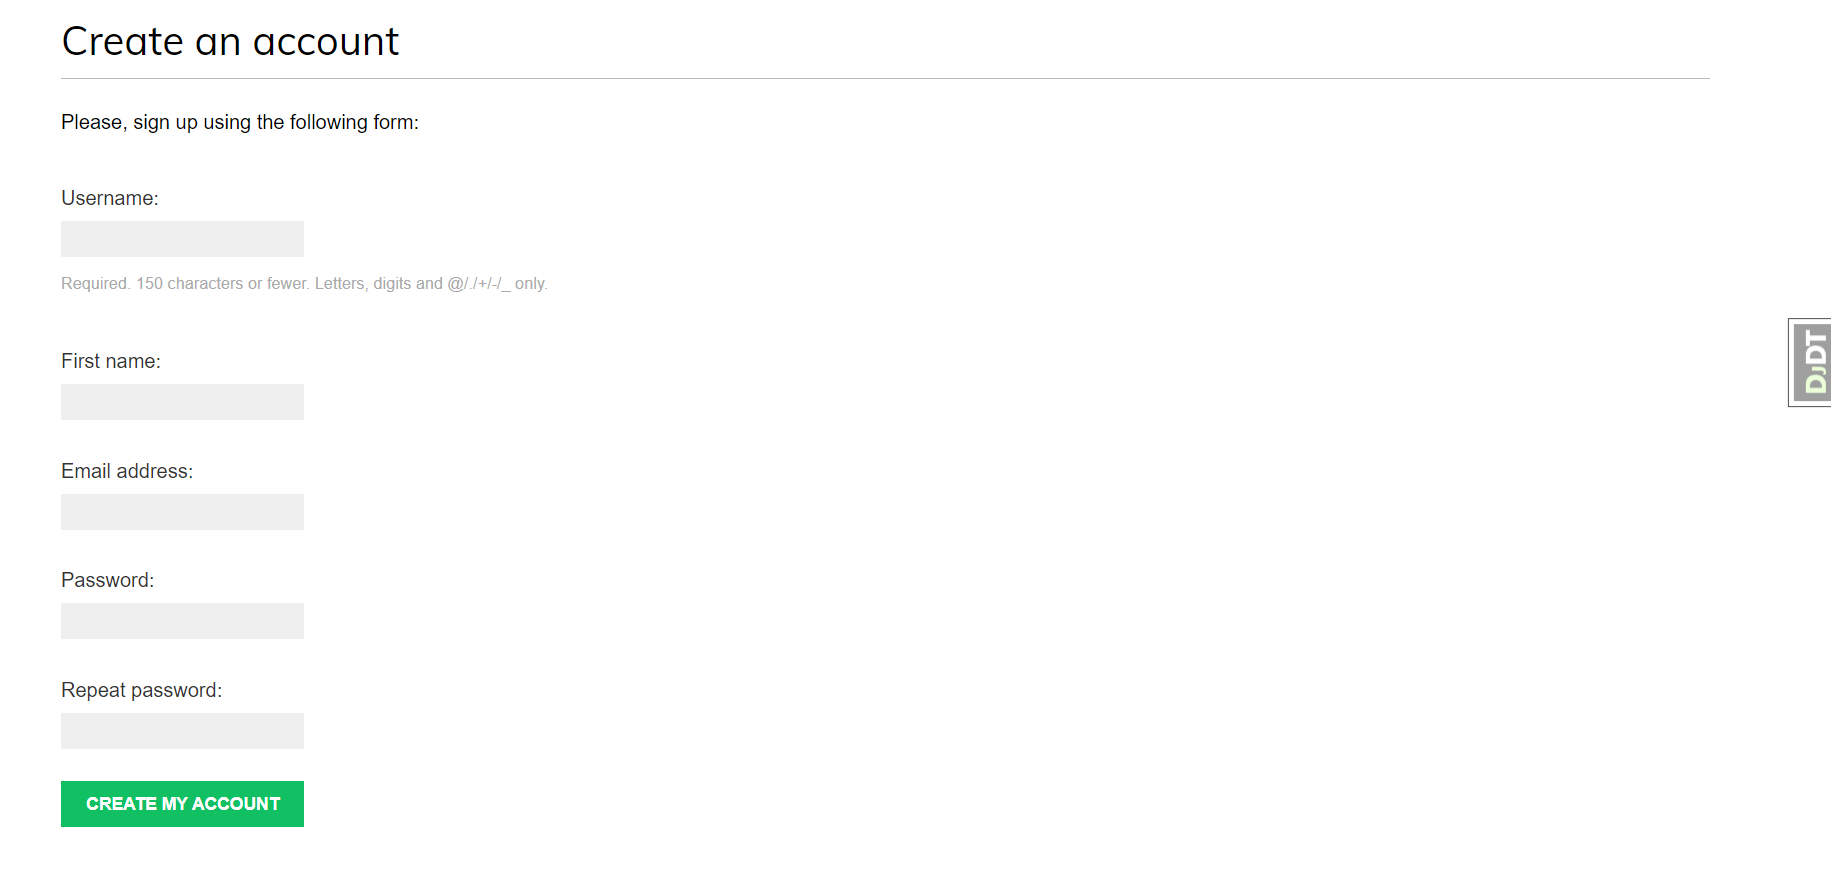 Create an account
Please, sign up using the following form:
Username:
Required. 150 characters or fewer. Letters, digits and @/./+/-/_ only.
First name:
DJDT
Email address:
Password:
Repeat password:
CREATE MY ACCOUNT